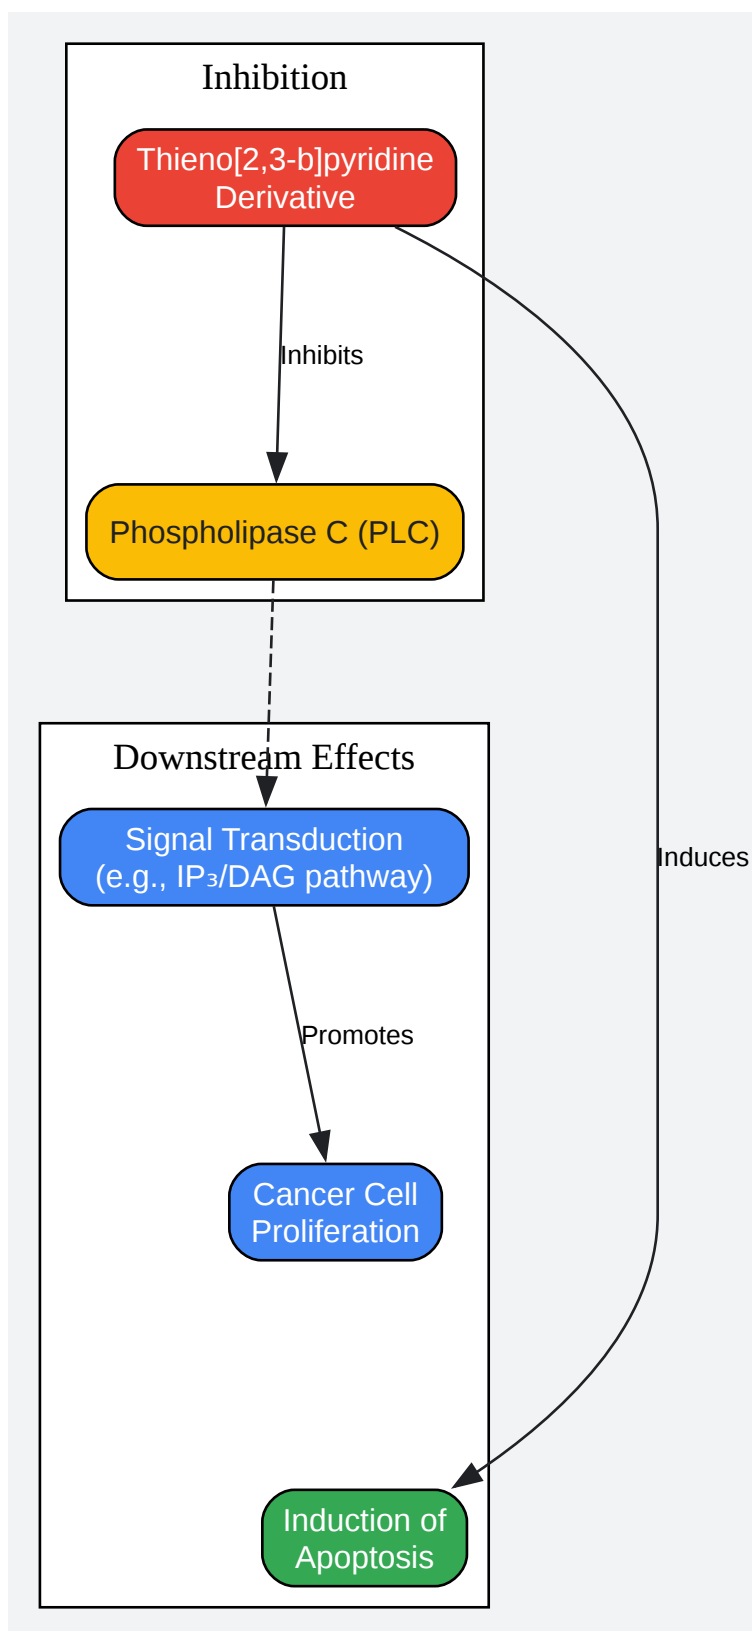 Inhibition
Thieno[2,3-b]pyridine
Derivative
Inhibits
Phospholipase C (PLC)
Downstream Effects
Signal Transduction
(e.g., IP₃/DAG pathway)
Induces
Promotes
Cancer Cell
Proliferation
Induction of
Apoptosis